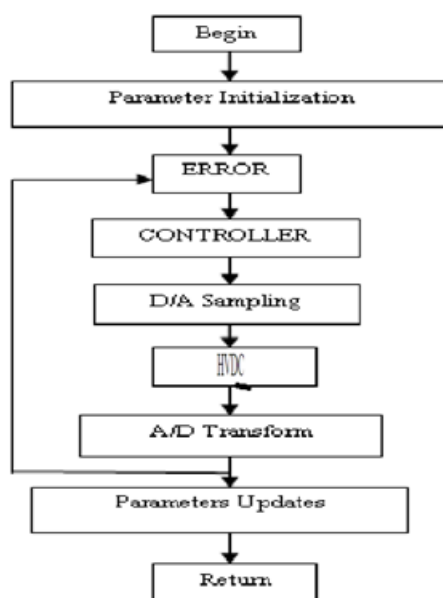 Begin
Parameter Initialization
ERROR
CONTROLLER
D/A Sampling
HVDC
A/D Transform
Parameters Updates
Return